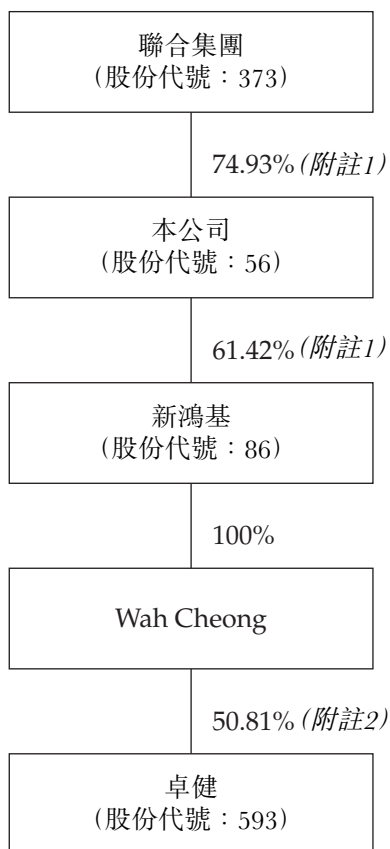 聯合集團
(股份代號：373)
74.93% (附註1)
本公司
(股份代號：56)
61.42% (附註1)
新鴻基
(股份代號：86)
100%
Wah Cheong
50.81% (附註2)
卓健
(股份代號：593)